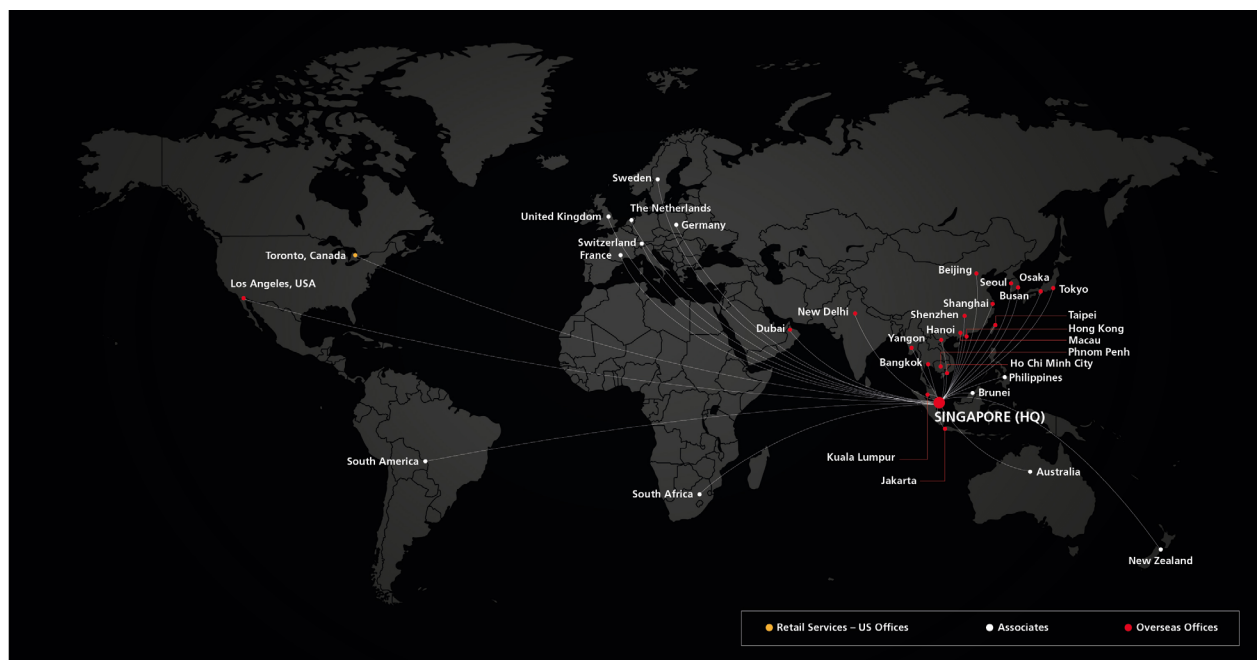 Sweden
The Netherlands
United Kingdom
Germany
Switzerland
France
Toronto, Canada
Los Angeles, USA
Beijing
Seoul
Osaka
Busan
Tokyo
Shanghai
New Delhi
Shenzhen
Taipei
Dubai
Hanoi
Hong Kong
Yangon
Macau
Phnom Penh
Bangkok
Ho Chi Minh City
Philippines
Brunei
SINGAPORE (HQ)
Kuala Lumpur
South America
Australia
Jakarta
South Africa
New Zealand
Retail Services – US Offices
Associates
Overseas Offices